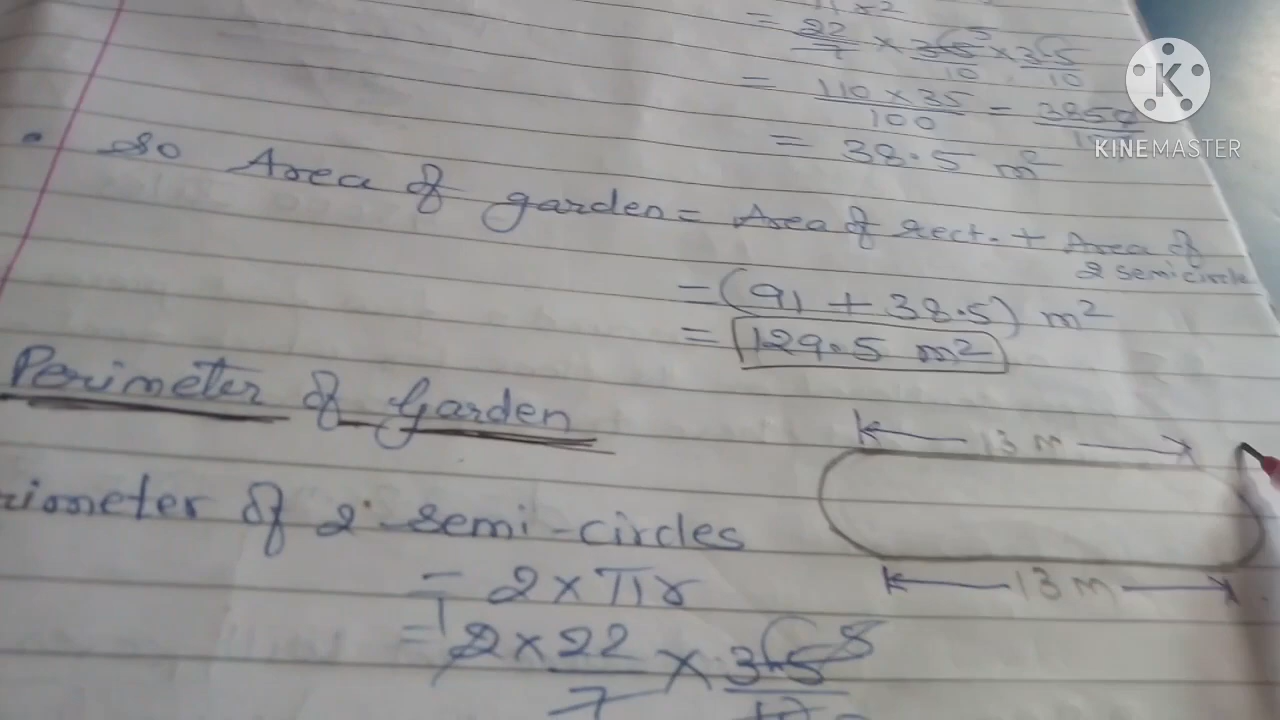 = 22/7 × 35/10 × 35/10
= 110 × 35/100 = 3850/100
= 38.5 m²
KINEMASTER
• So Area of garden = Area of rect. + Area of 2 semicircle
= (91 + 38.5) m²
= 129.5 m²
Perimeter of Garden
13 m
rimeter of 2 semi-circles
13 m
= 2 × πr
= 2 × 22/7 × 35/10